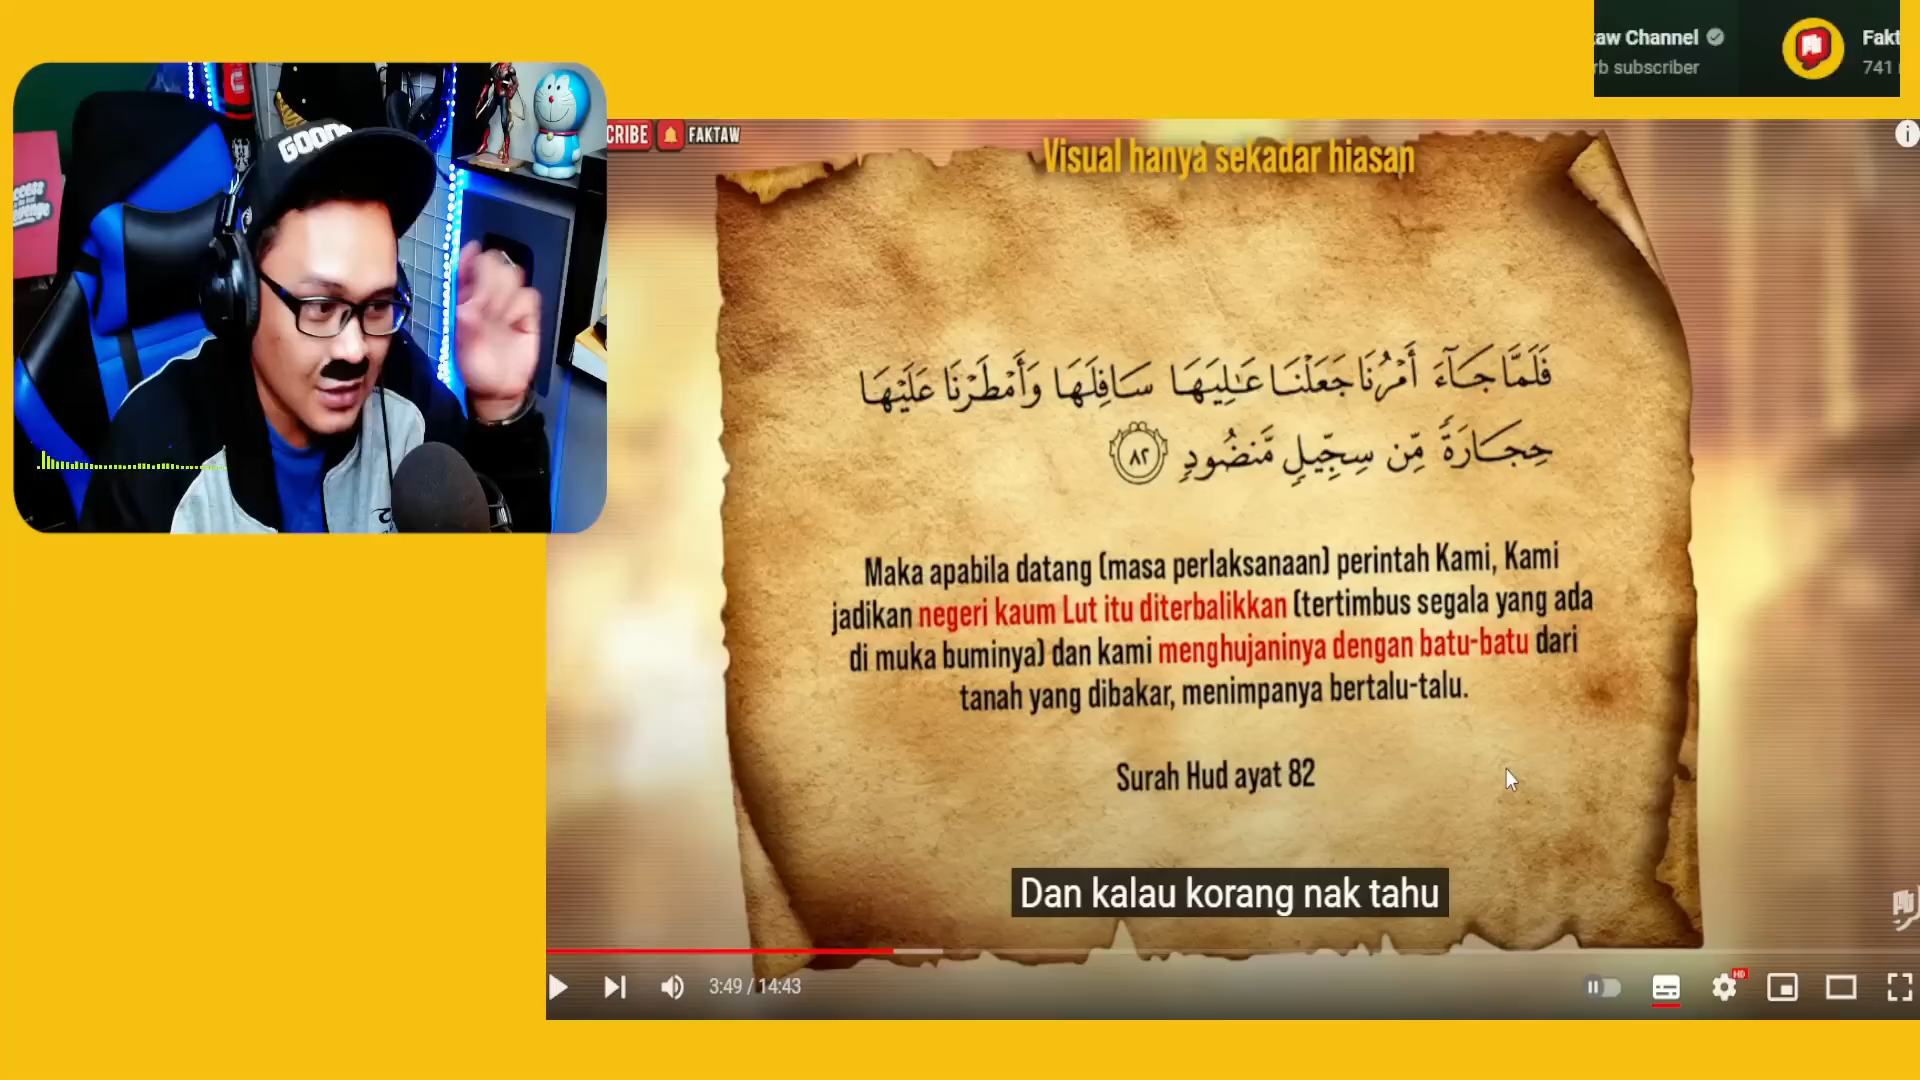 taw Channel
Fakt
rb subscriber
741
GOOD
CRIBE FAKTAW
Visual hanya sekadar hiasan
فَلَمَّا جَآءَ أَمْرُنَا جَعَلْنَا عَٰلِيَهَا سَافِلَهَا وَأَمْطَرْنَا عَلَيْهَا
حِجَارَةً مِّن سِجِّيلٍ مَّنضُودٍ ٨٢
Maka apabila datang (masa perlaksanaan) perintah Kami, Kami
jadikan negeri kaum Lut itu diterbalikkan (tertimbus segala yang ada
di muka buminya) dan kami menghujaninya dengan batu-batu dari
tanah yang dibakar, menimpanya bertalu-talu.
Surah Hud ayat 82
Dan kalau korang nak tahu
3:49 / 14:43
HD